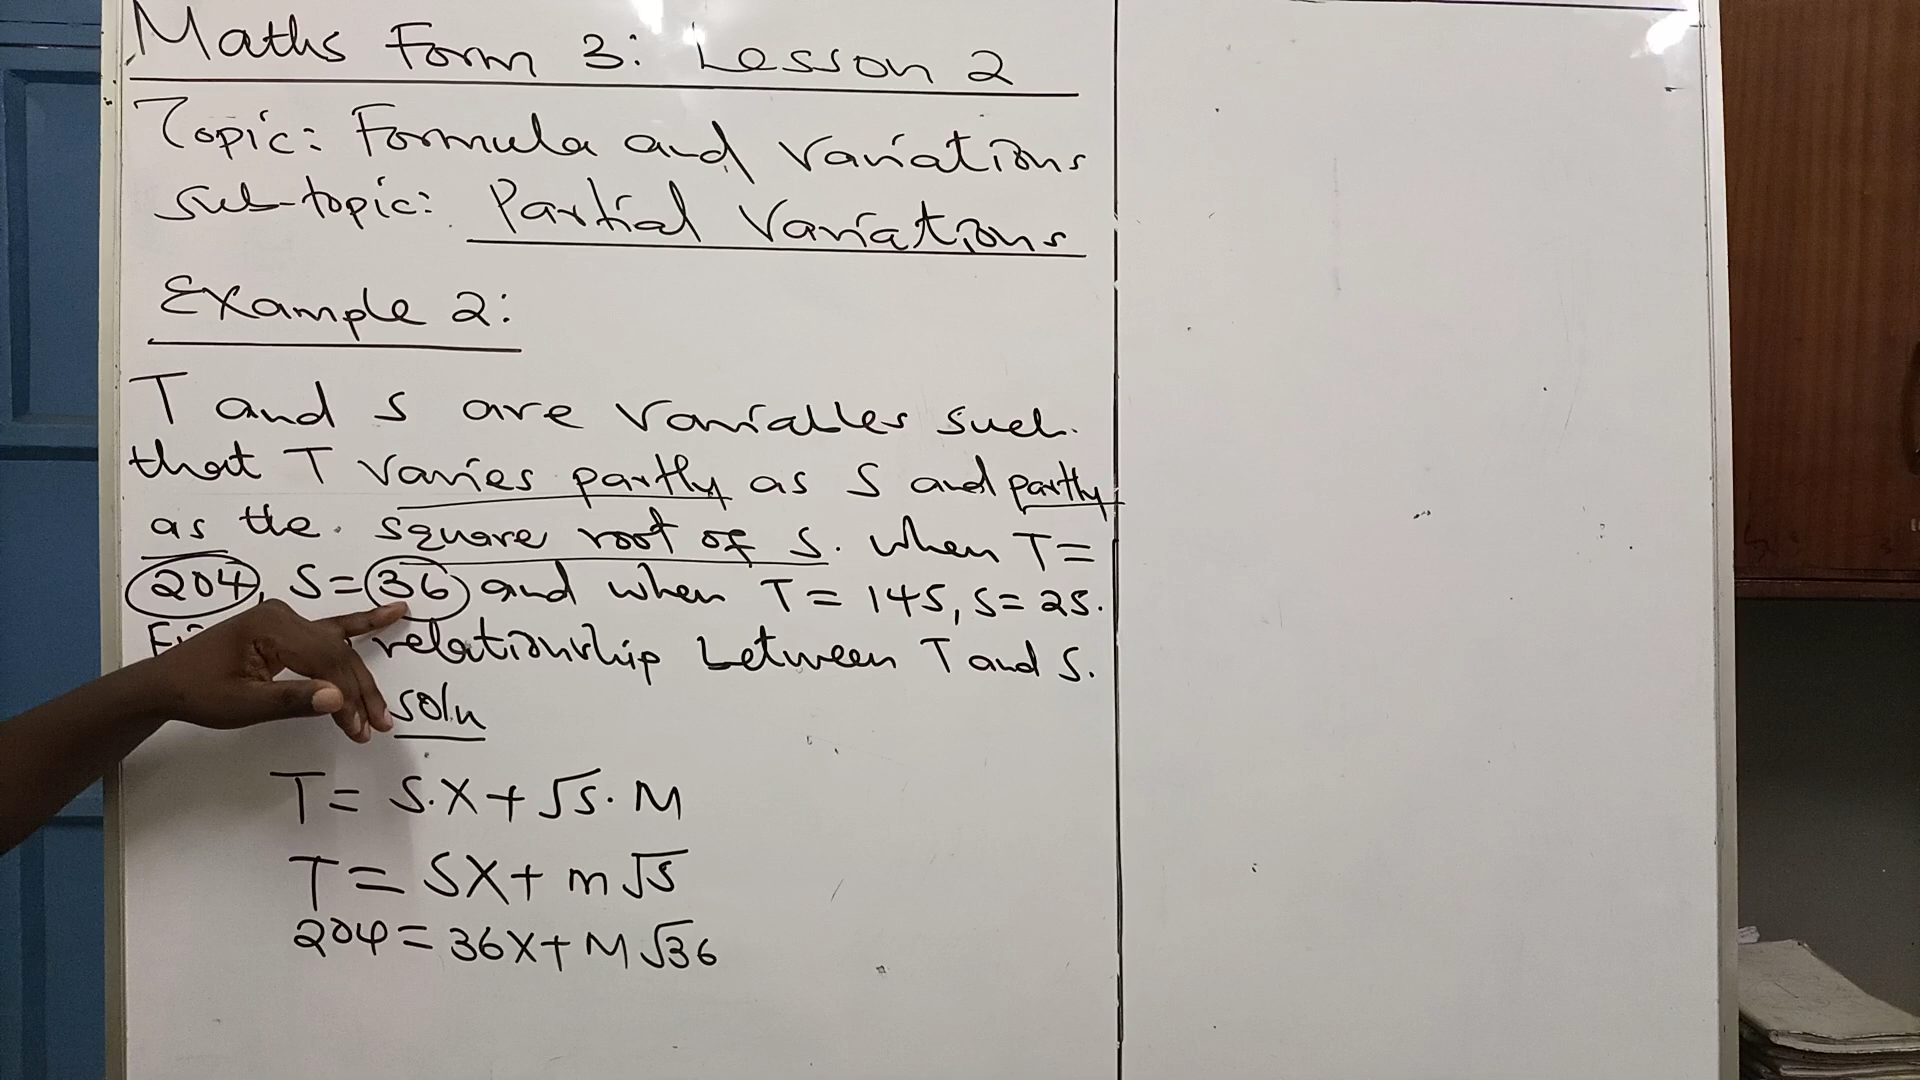 Maths Form 3: Lesson 2
Topic: Formula and Variations
Sub-topic: Partial Variations
Example 2:
T and S are Variables such
that T varies partly as S and partly
as the square root of S. When T=
204, S=36 and when T=145, S=25.
relationship between T and S.
soln
T= S.X+√S. M
T= SX+ m√S
204=36X+M√36